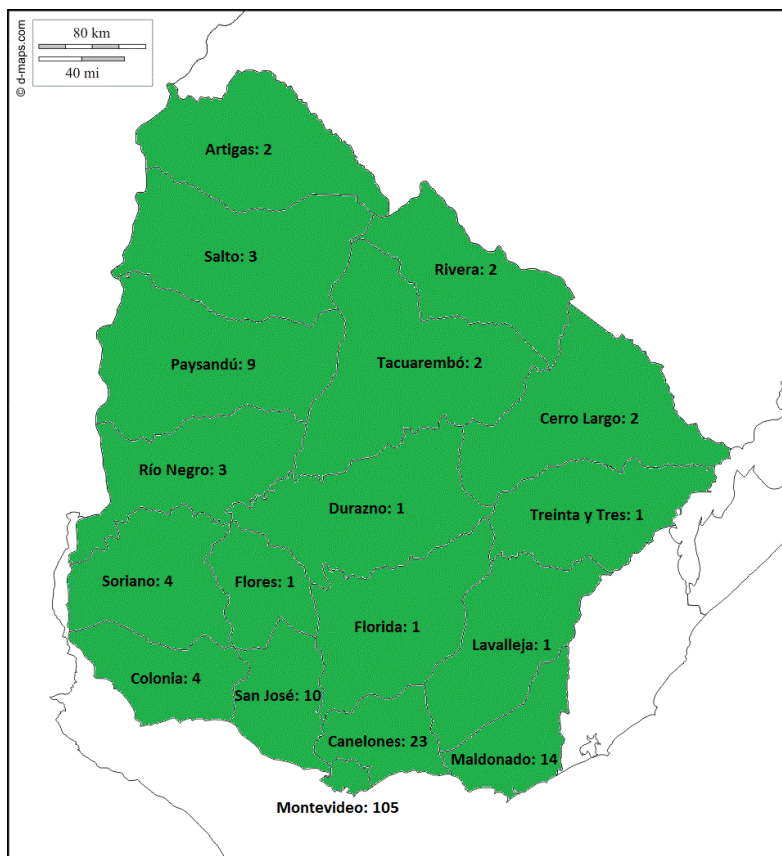 80 km
40 mi
© d-maps.com
Artigas: 2
Salto: 3
Rivera: 2
Paysandú: 9
Tacuarembó: 2
Cerro Largo: 2
Río Negro: 3
Durazno: 1
Treinta y Tres: 1
Soriano: 4
Flores: 1
Florida: 1
Lavalleja: 1
Colonia: 4
San José: 10
Canelones: 23
Maldonado: 14
Montevideo: 105